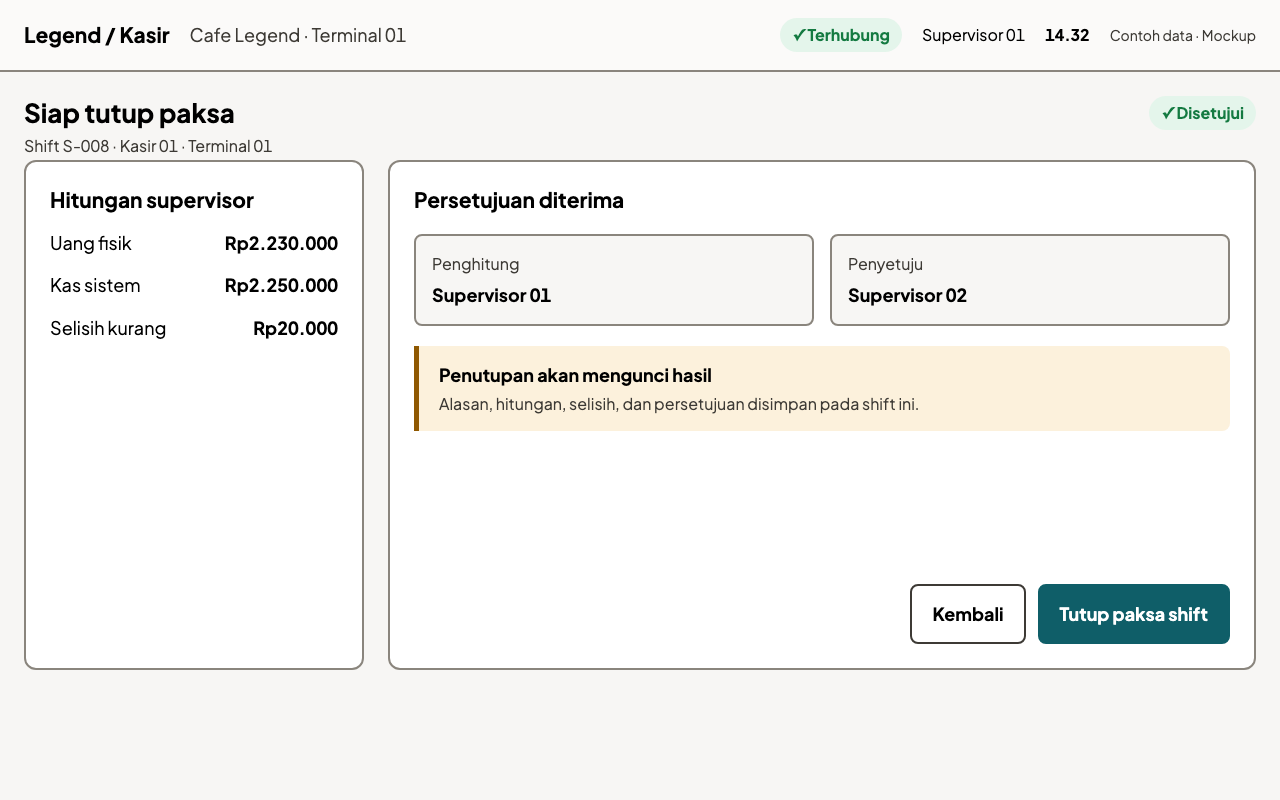 Legend / Kasir Cafe Legend · Terminal 01 ✓Terhubung Supervisor 01 14.32 Contoh data · Mockup
Siap tutup paksa ✓Disetujui
Shift S-008 · Kasir 01 · Terminal 01
Hitungan supervisor
Uang fisik Rp2.230.000
Kas sistem Rp2.250.000
Selisih kurang Rp20.000
Persetujuan diterima
Penghitung
Supervisor 01
Penyetuju
Supervisor 02
Penutupan akan mengunci hasil
Alasan, hitungan, selisih, dan persetujuan disimpan pada shift ini.
Kembali Tutup paksa shift